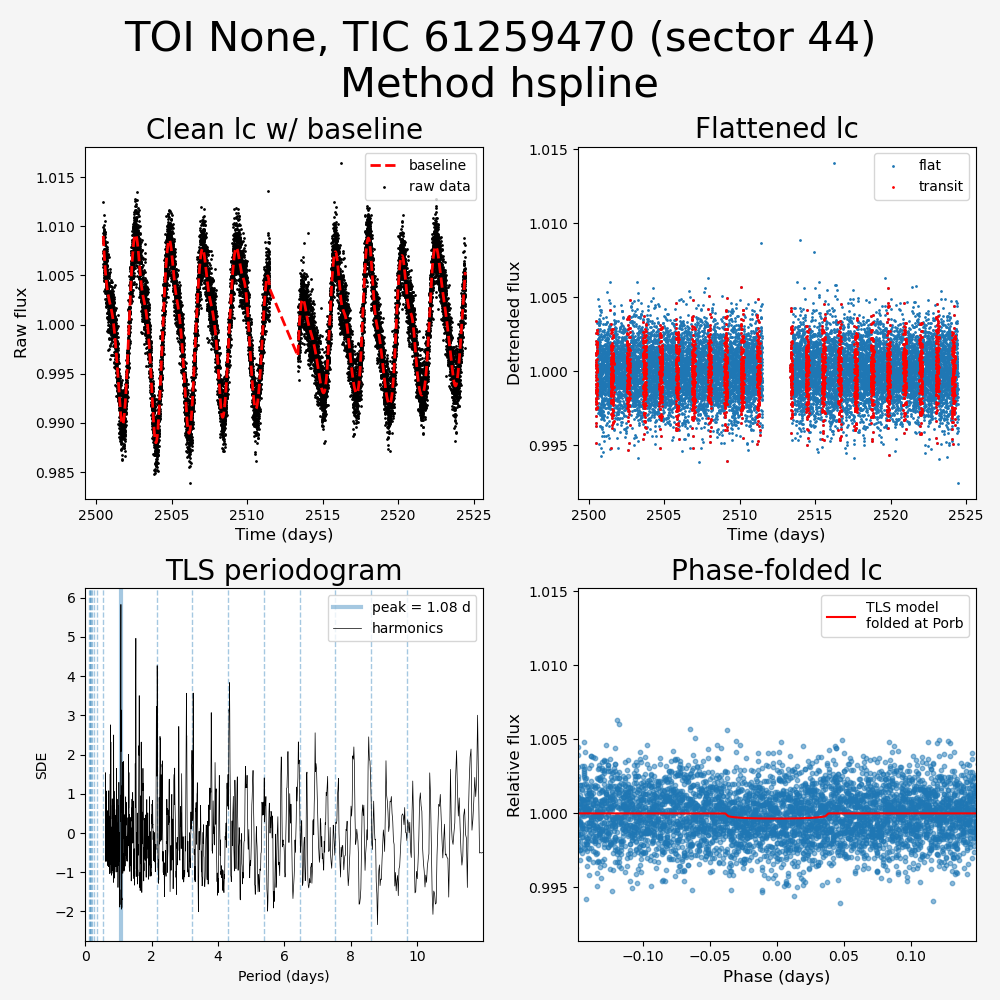 TOI None, TIC 61259470 (sector 44)
Method hspline
Clean lc w/ baseline
baseline
raw data
1.015
1.010
1.005
1.000
0.995
0.990
0.985
Raw flux
2500
2505
2510
2515
2520
2525
Time (days)
Flattened lc
flat
transit
1.015
1.010
1.005
1.000
0.995
Detrended flux
2500
2505
2510
2515
2520
2525
Time (days)
TLS periodogram
peak = 1.08 d
harmonics
6
5
4
3
2
1
0
−1
−2
SDE
0
2
4
6
8
10
Period (days)
Phase-folded lc
TLS model
folded at Porb
1.015
1.010
1.005
1.000
0.995
Relative flux
−0.10
−0.05
0.00
0.05
0.10
Phase (days)